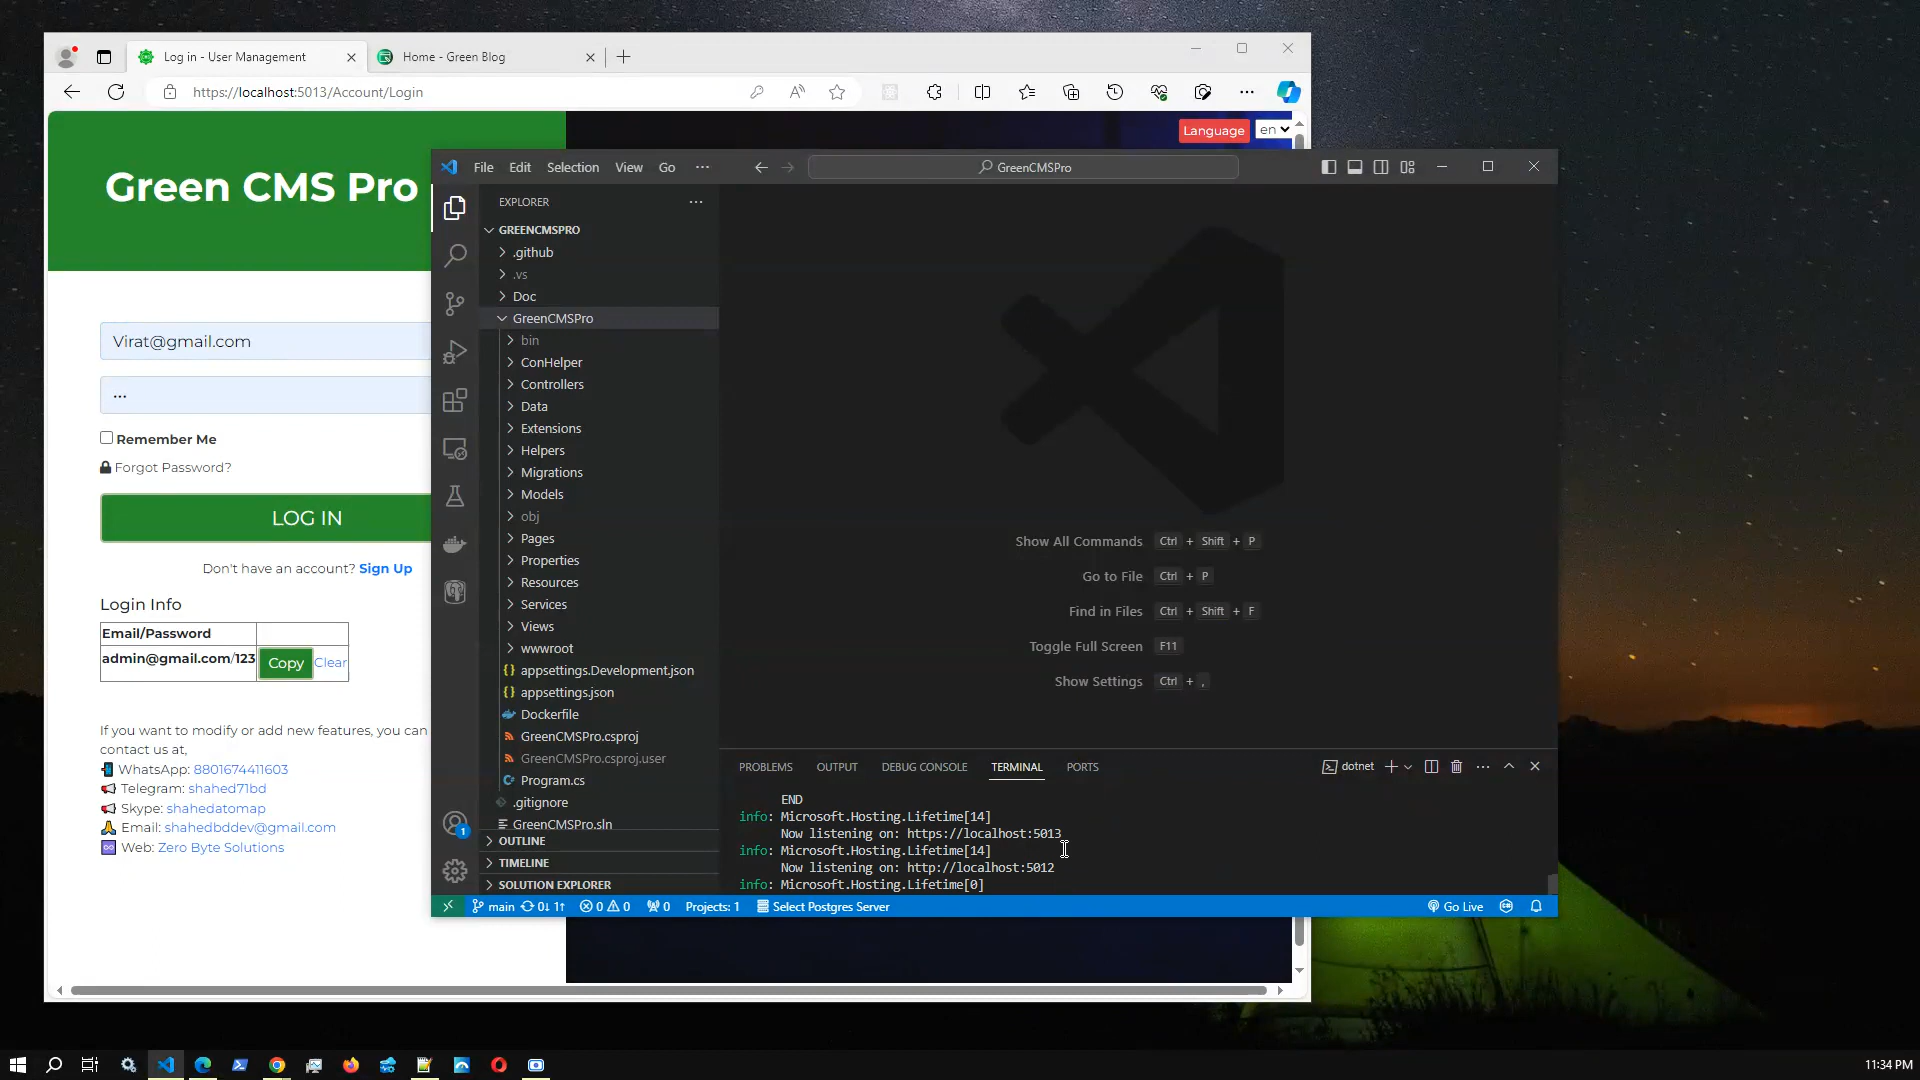 Log in - User Management
Home - Green Blog
https://localhost:5013/Account/Login
Language
en
Green CMS Pro
Virat@gmail.com
•••
Remember Me
Forgot Password?
LOG IN
Don't have an account? Sign Up
Login Info
Email/Password
admin@gmail.com/123
Copy
Clear
If you want to modify or add new features, you can
contact us at,
WhatsApp: 8801674411603
Telegram: shahed71bd
Skype: shahedatomap
Email: shahedbddev@gmail.com
Web: Zero Byte Solutions
File Edit Selection View Go ···
GreenCMSPro
EXPLORER
GREENCMSPRO
.github
.vs
Doc
GreenCMSPro
bin
ConHelper
Controllers
Data
Extensions
Helpers
Migrations
Models
obj
Pages
Properties
Resources
Services
Views
wwwroot
{} appsettings.Development.json
{} appsettings.json
Dockerfile
GreenCMSPro.csproj
GreenCMSPro.csproj.user
Program.cs
.gitignore
GreenCMSPro.sln
OUTLINE
TIMELINE
SOLUTION EXPLORER
1
Show All Commands Ctrl + Shift + P
Go to File Ctrl + P
Find in Files Ctrl + Shift + F
Toggle Full Screen F11
Show Settings Ctrl + ,
PROBLEMS OUTPUT DEBUG CONSOLE TERMINAL PORTS
dotnet
END
info: Microsoft.Hosting.Lifetime[14]
Now listening on: https://localhost:5013
info: Microsoft.Hosting.Lifetime[14]
Now listening on: http://localhost:5012
info: Microsoft.Hosting.Lifetime[0]
main 0↓ 1↑ 0 0 0 Projects: 1 Select Postgres Server
Go Live
11:34 PM